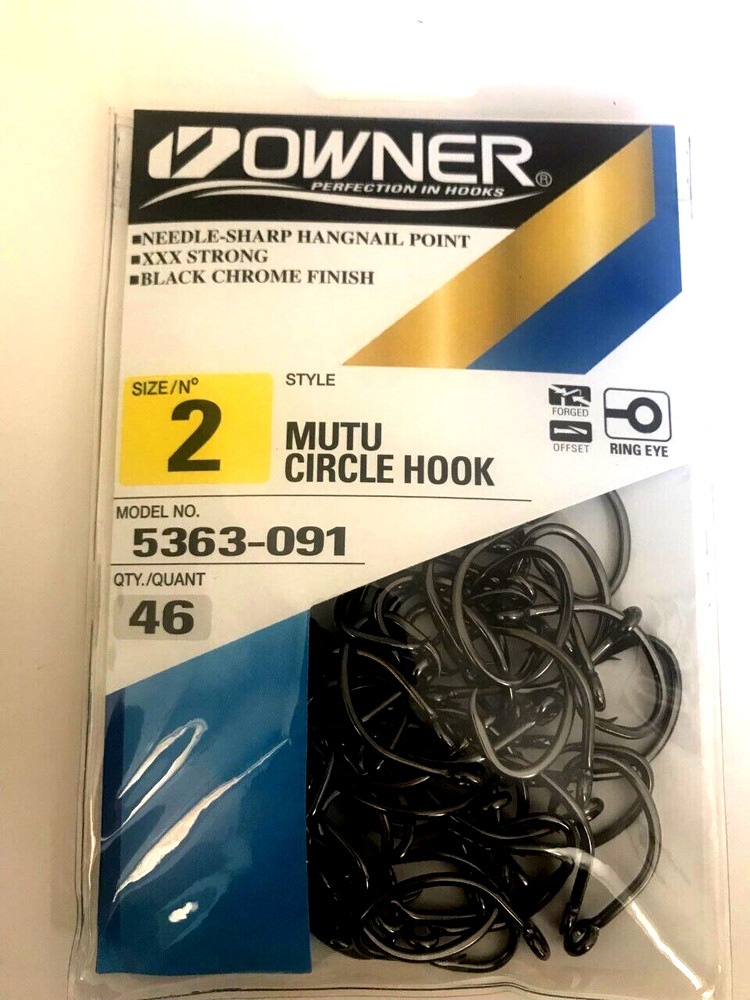 OWNER®
PERFECTION IN HOOKS
■NEEDLE-SHARP HANGNAIL POINT
■XXX STRONG
■BLACK CHROME FINISH
SIZE/Nº
2
STYLE
MUTU
CIRCLE HOOK
FORGED
OFFSET
RING EYE
MODEL NO.
5363-091
QTY./QUANT
46